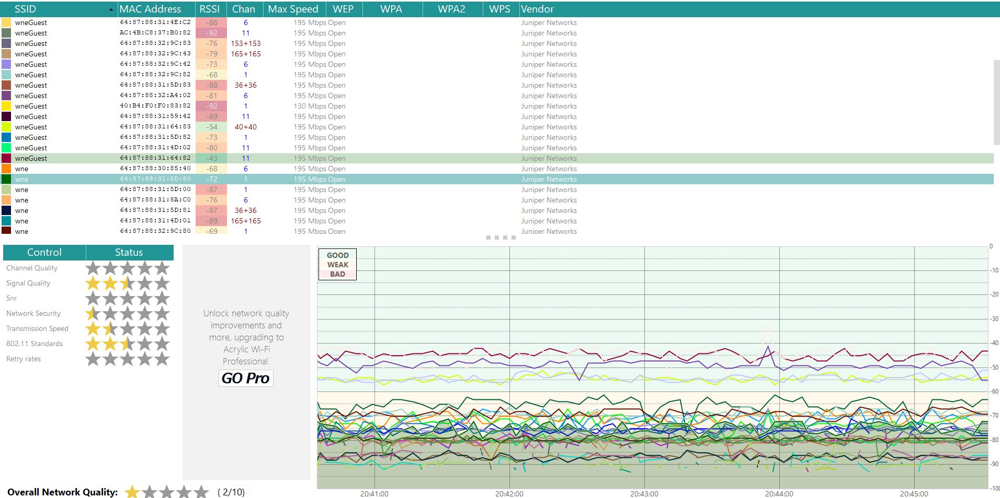 SSID MAC Address RSSI Chan Max Speed WEP WPA WPA2 WPS Vendor
wneGuest 64:87:88:31:4E:C2 -88 6 195 Mbps Open Juniper Networks
wneGuest AC:4B:C8:37:B0:82 -92 11 195 Mbps Open Juniper Networks
wneGuest 64:87:88:32:9C:83 -76 153+153 195 Mbps Open Juniper Networks
wneGuest 64:87:88:32:9C:43 -79 165+165 195 Mbps Open Juniper Networks
wneGuest 64:87:88:32:9C:42 -73 6 195 Mbps Open Juniper Networks
wneGuest 64:87:88:32:9C:82 -68 1 195 Mbps Open Juniper Networks
wneGuest 64:87:88:31:5D:83 -88 36+36 195 Mbps Open Juniper Networks
wneGuest 64:87:88:32:A4:02 -81 6 195 Mbps Open Juniper Networks
wneGuest 40:B4:F0:F0:83:82 -92 1 130 Mbps Open Juniper Networks
wneGuest 64:87:88:31:59:42 -89 11 195 Mbps Open Juniper Networks
wneGuest 64:87:88:31:64:83 -54 40+40 195 Mbps Open Juniper Networks
wneGuest 64:87:88:31:5D:82 -73 1 195 Mbps Open Juniper Networks
wneGuest 64:87:88:31:4D:02 -80 11 195 Mbps Open Juniper Networks
wneGuest 64:87:88:31:64:82 -43 11 195 Mbps Open Juniper Networks
wne 64:87:88:30:85:40 -68 6 195 Mbps Open Juniper Networks
wne 64:87:88:31:5D:80 -72 1 195 Mbps Open Juniper Networks
wne 64:87:88:31:5D:00 -87 1 195 Mbps Open Juniper Networks
wne 64:87:88:31:8A:C0 -76 6 195 Mbps Open Juniper Networks
wne 64:87:88:31:5D:81 -87 36+36 195 Mbps Open Juniper Networks
wne 64:87:88:31:4D:01 -89 165+165 195 Mbps Open Juniper Networks
wne 64:87:88:32:9C:80 -69 1 195 Mbps Open Juniper Networks
Control Status
Channel Quality
Signal Quality
Snr
Network Security
Transmission Speed
802.11 Standards
Retry rates
Overall Network Quality: ( 2/10)
Unlock network quality
improvements and
more, upgrading to
Acrylic Wi-Fi
Professional.
GO Pro
GOOD
WEAK
BAD
0
-10
-20
-30
-40
-50
-60
-70
-80
-90
-100
20:41:00 20:42:00 20:43:00 20:44:00 20:45:00